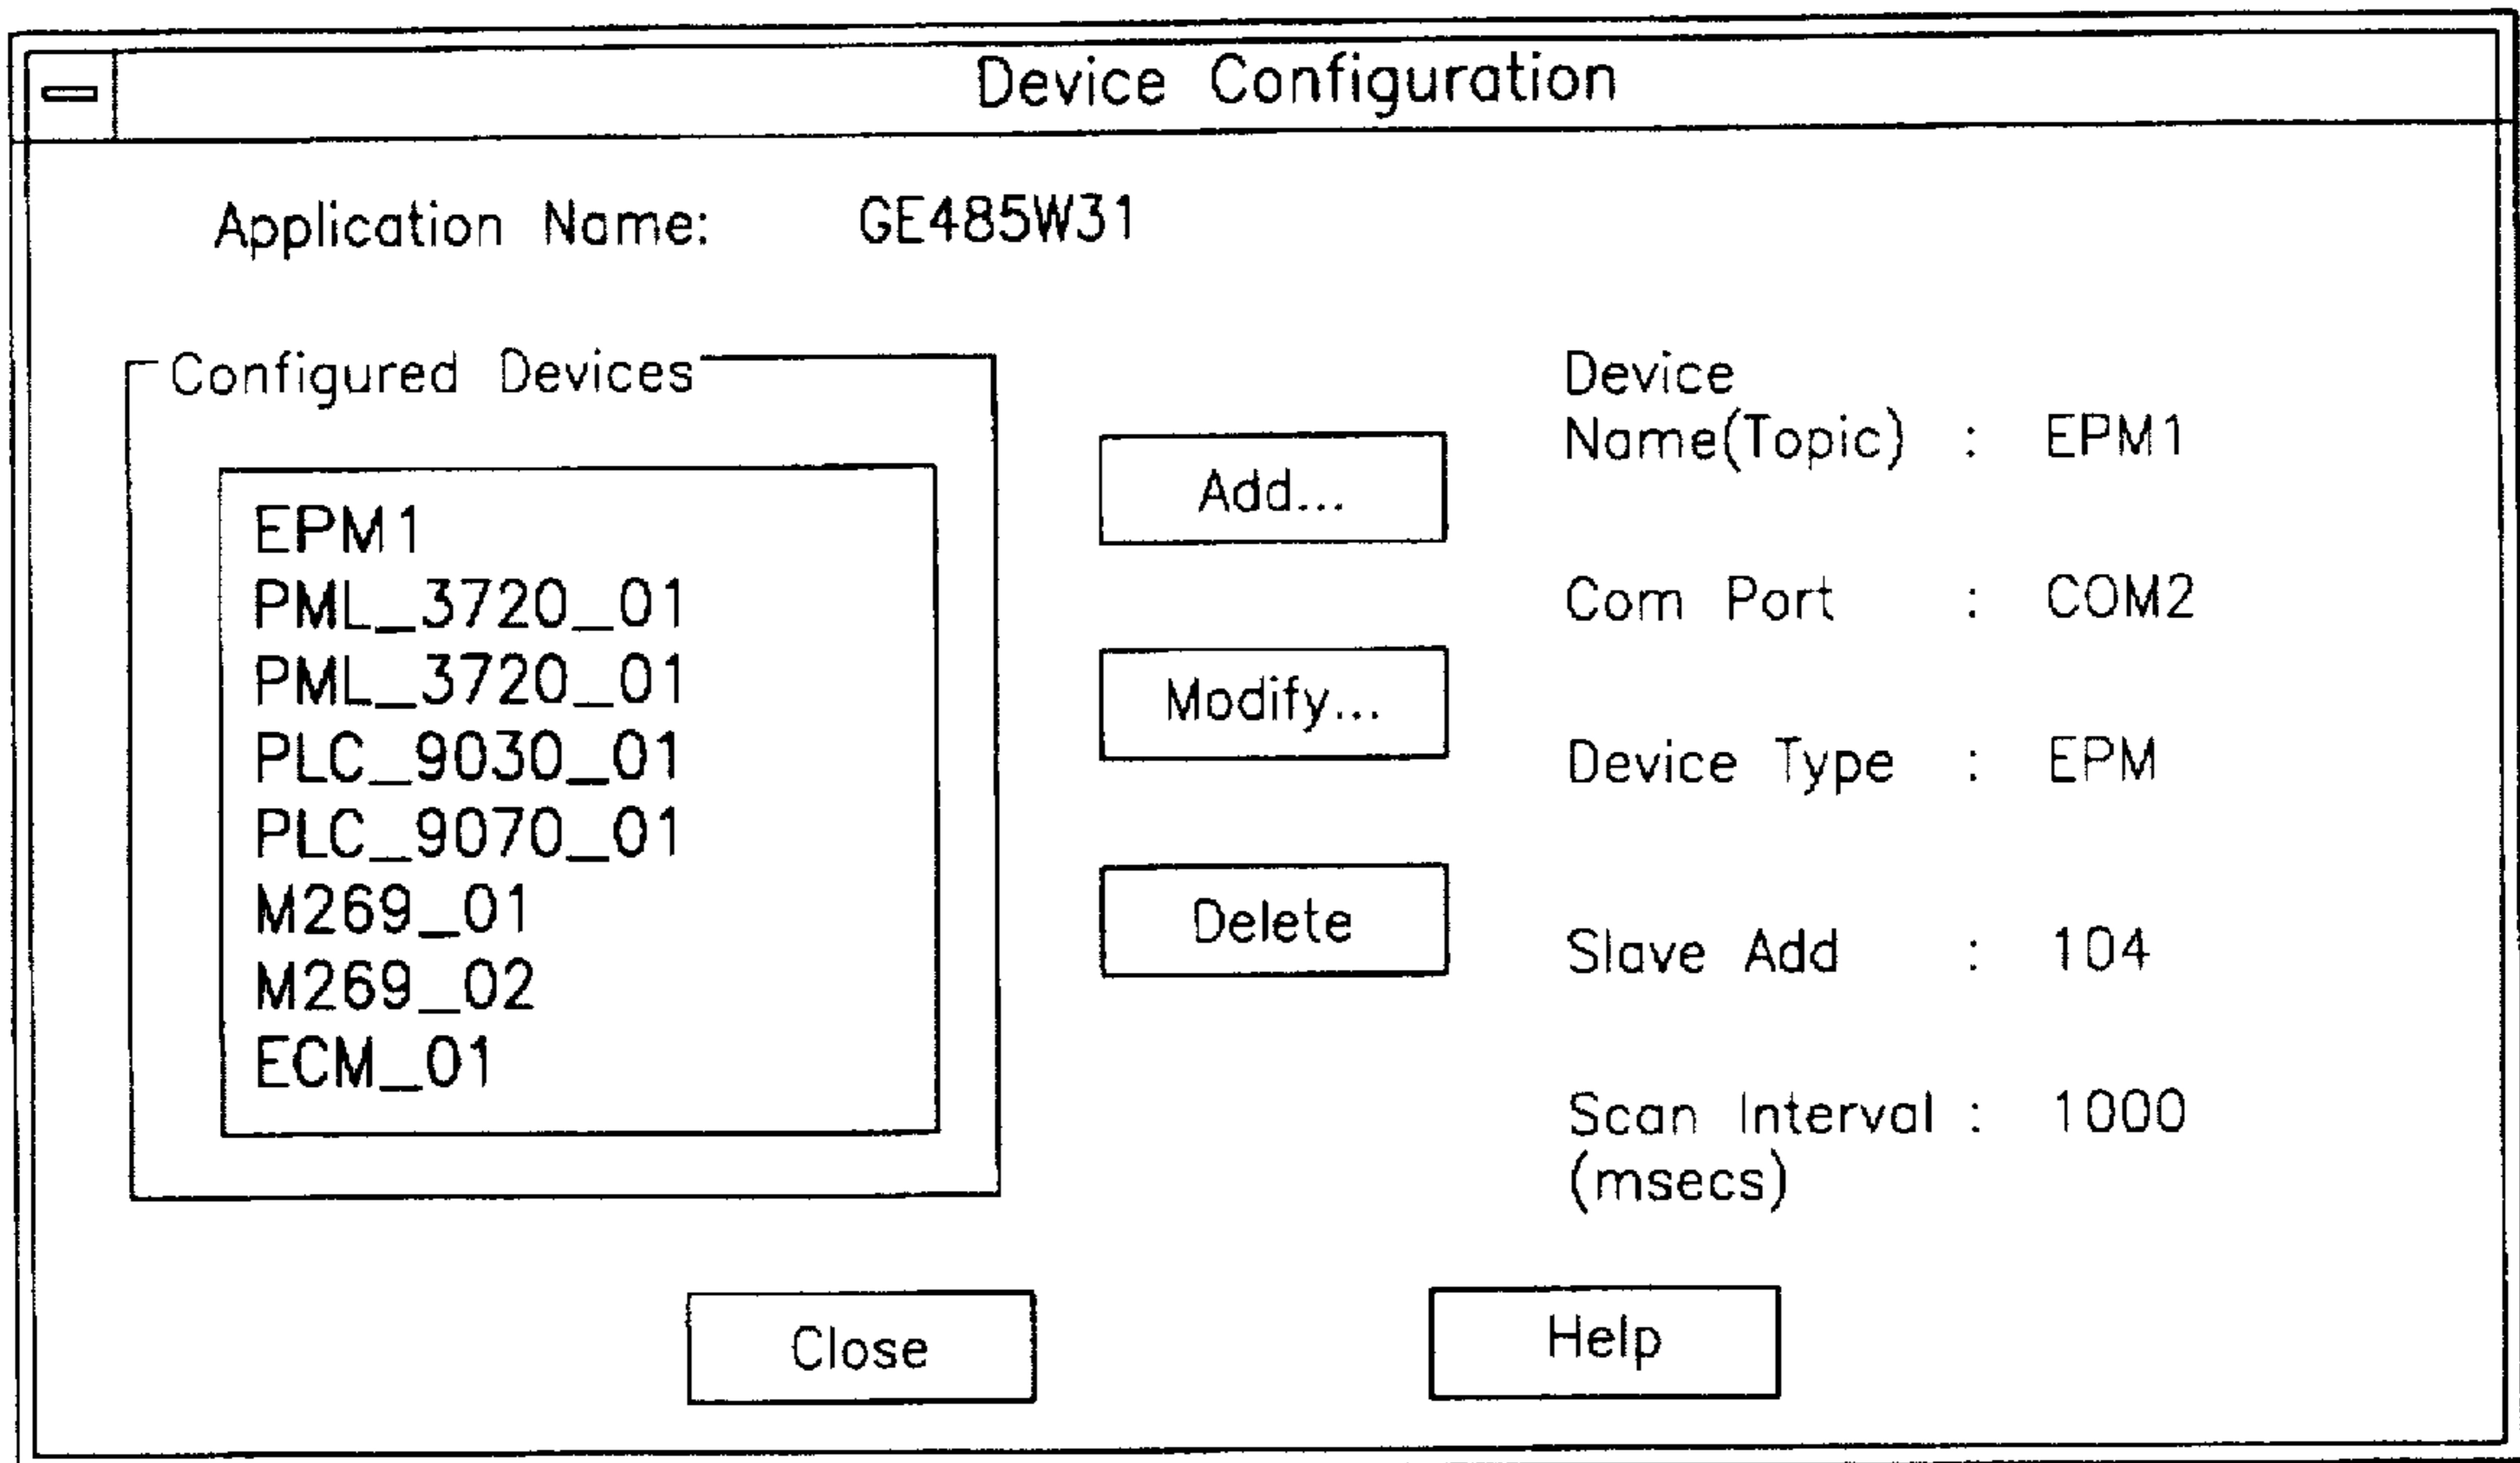 Device Configuration
Application Name: GE485W31
Configured Devices
EPM1
PML_3720_01
PML_3720_01
PLC_9030_01
PLC_9070_01
M269_01
M269_02
ECM_01
Add...
Modify...
Delete
Device
Name(Topic) : EPM1
Com Port : COM2
Device Type : EPM
Slave Add : 104
Scan Interval : 1000
(msecs)
Close
Help